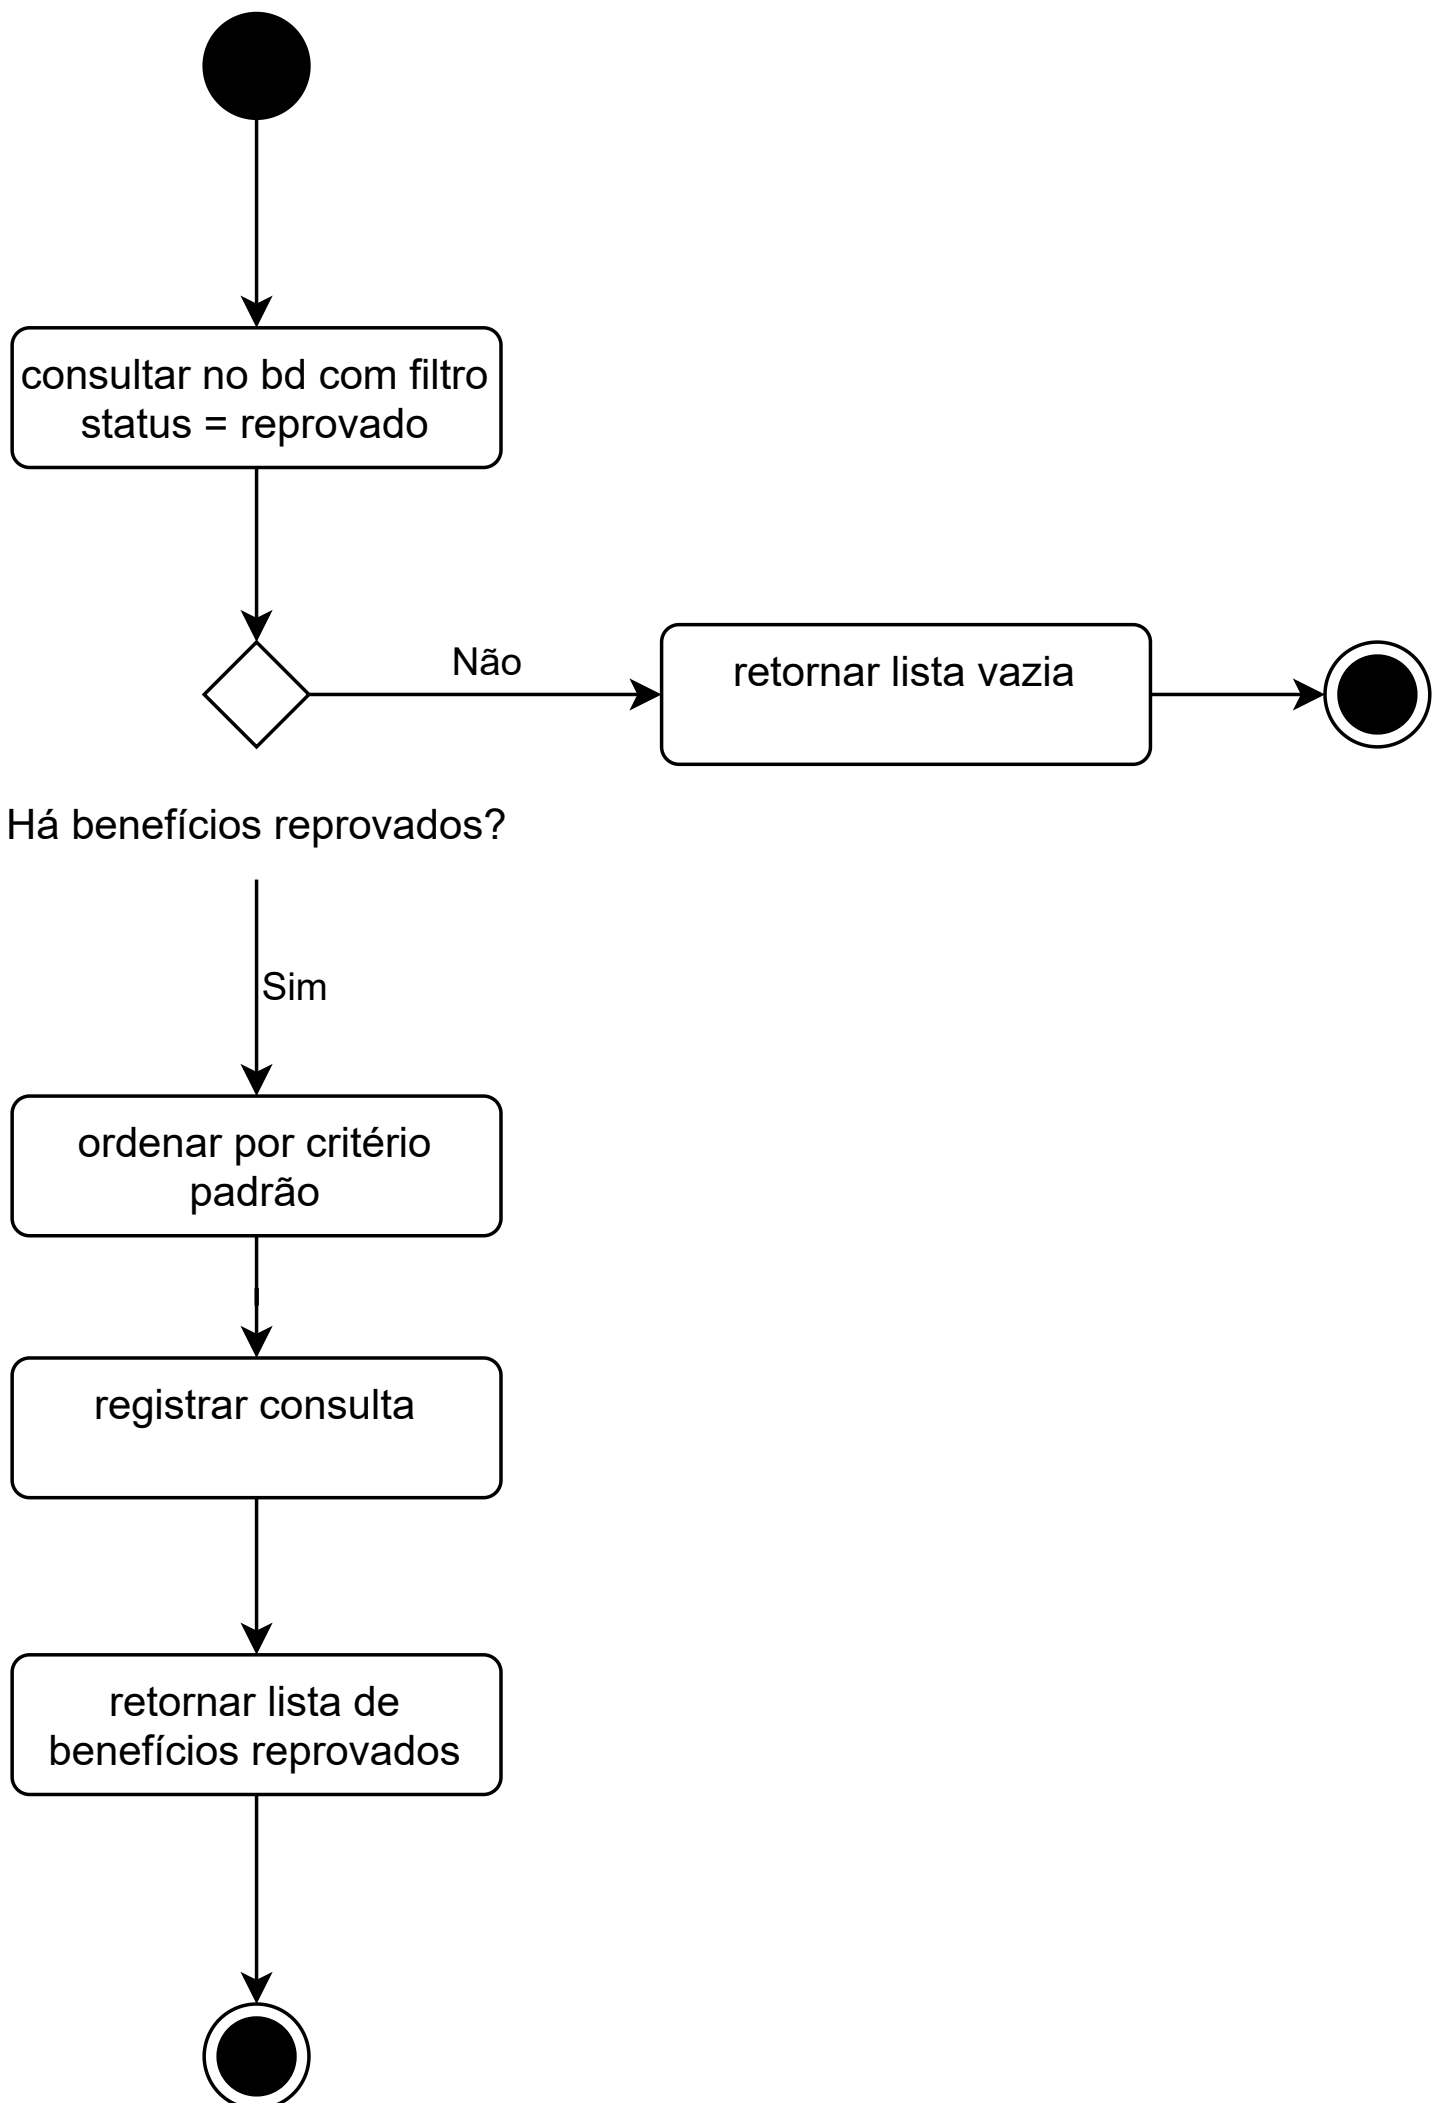 consultar no bd com filtro
status = reprovado
Não
retornar lista vazia
Há benefícios reprovados?
Sim
ordenar por critério
padrão
registrar consulta
retornar lista de
benefícios reprovados